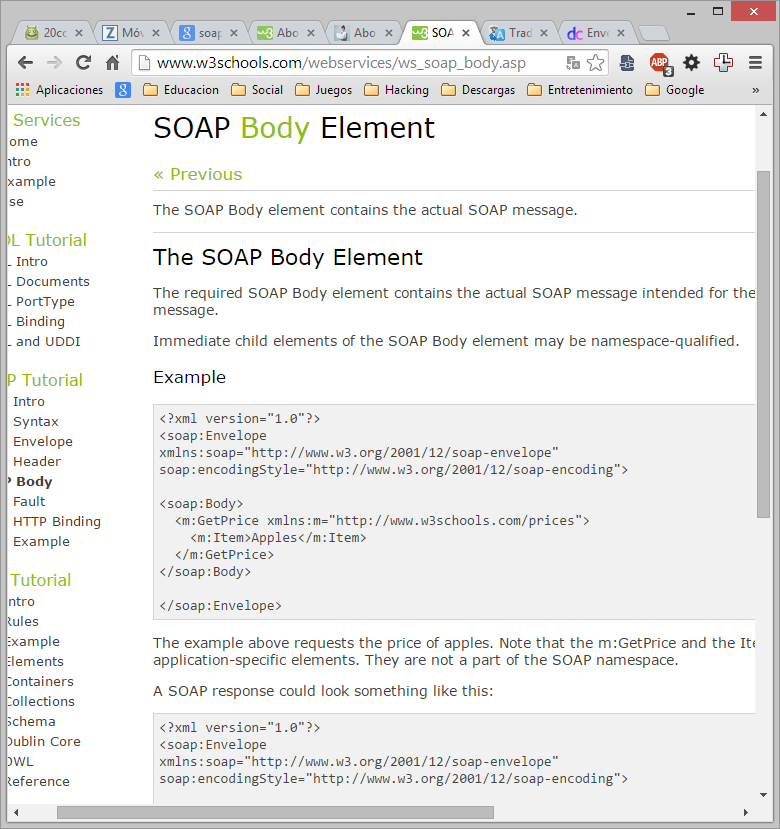 20cc
Móv
soap
Abo
Abo
SOA
Trad
Enve
www.w3schools.com/webservices/ws_soap_body.asp
ABP
3
Aplicaciones
Educacion
Social
Juegos
Hacking
Descargas
Entretenimiento
Google
»
Services
ome
ntro
xample
se
OL Tutorial
L Intro
L Documents
L PortType
L Binding
L and UDDI
P Tutorial
Intro
Syntax
Envelope
Header
P Body
Fault
HTTP Binding
Example
Tutorial
ntro
Rules
Example
Elements
Containers
Collections
Schema
Dublin Core
OWL
Reference
SOAP Body Element
« Previous
The SOAP Body element contains the actual SOAP message.
The SOAP Body Element
The required SOAP Body element contains the actual SOAP message intended for the
message.
Immediate child elements of the SOAP Body element may be namespace-qualified.
Example
<?xml version="1.0"?>
<soap:Envelope
xmlns:soap="http://www.w3.org/2001/12/soap-envelope"
soap:encodingStyle="http://www.w3.org/2001/12/soap-encoding">
<soap:Body>
<m:GetPrice xmlns:m="http://www.w3schools.com/prices">
<m:Item>Apples</m:Item>
</m:GetPrice>
</soap:Body>
</soap:Envelope>
The example above requests the price of apples. Note that the m:GetPrice and the Ite
application-specific elements. They are not a part of the SOAP namespace.
A SOAP response could look something like this:
<?xml version="1.0"?>
<soap:Envelope
xmlns:soap="http://www.w3.org/2001/12/soap-envelope"
soap:encodingStyle="http://www.w3.org/2001/12/soap-encoding">